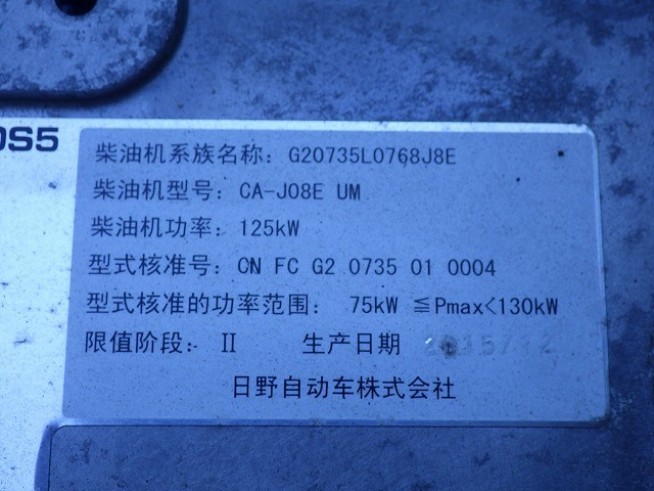 DS5
柴油机系族名称: G20735L0768J8E
柴油机型号: CA-J08E UM
柴油机功率: 125kW
型式核准号: CN FC G2 0735 01 0004
型式核准的功率范围: 75kW ≦Pmax<130kW
限值阶段: II 生产日期
日野自动车株式会社